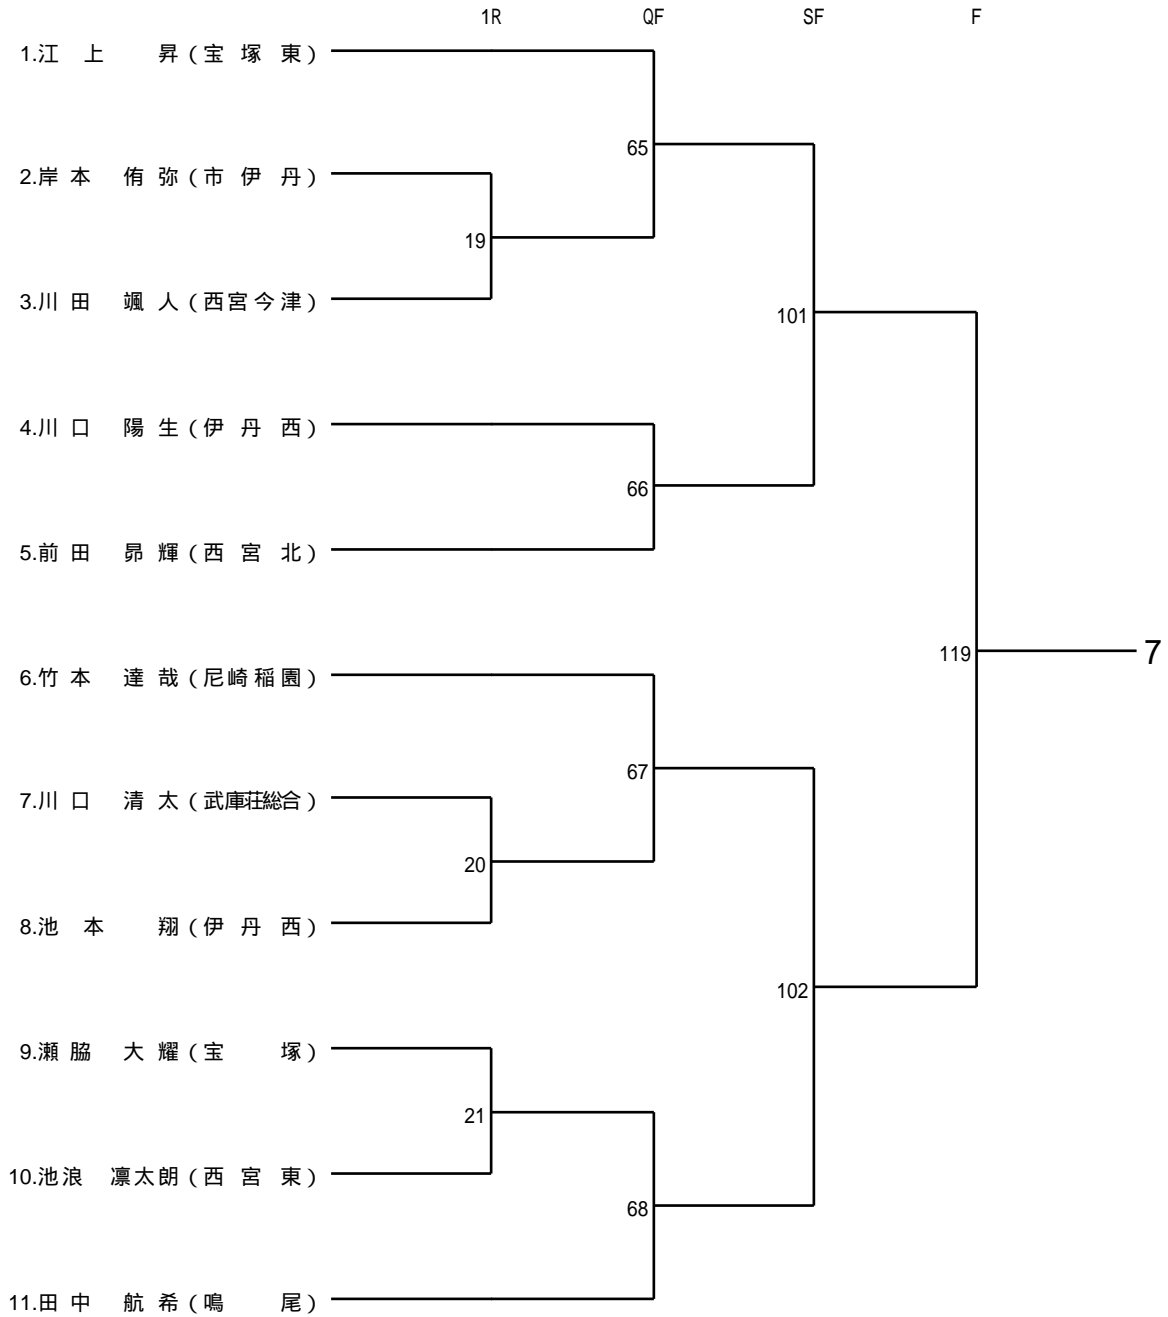 1R QF SF F
1.江上 昇(宝塚東)
65
2.岸本 侑弥(市伊丹)
19
3.川田 颯人(西宮今津)
101
4.川口 陽生(伊丹西)
66
5.前田 昴輝(西宮北)
119 7
6.竹本 達哉(尼崎稲園)
67
7.川口 清太(武庫荘総合)
20
8.池本 翔(伊丹西)
102
9.瀬脇 大耀(宝塚)
21
10.池浪 凛太朗(西宮東)
68
11.田中 航希(鳴尾)